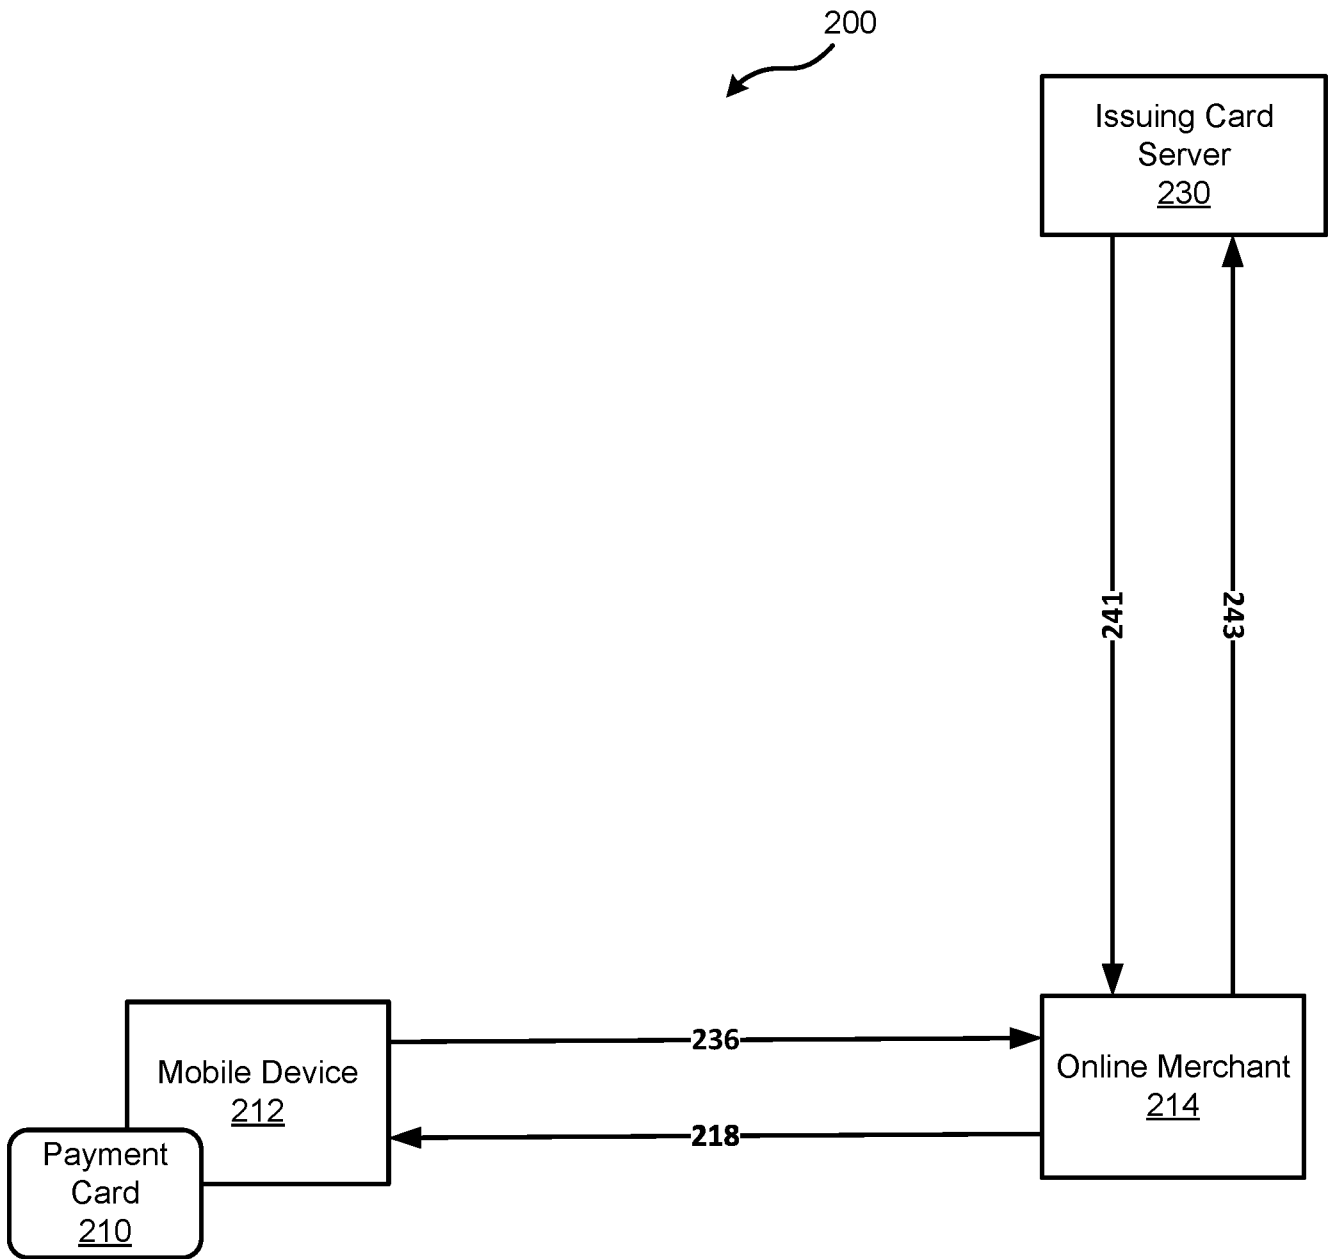 200
Issuing Card
Server
230
241
243
236
Mobile Device
212
Online Merchant
214
218
Payment
Card
210